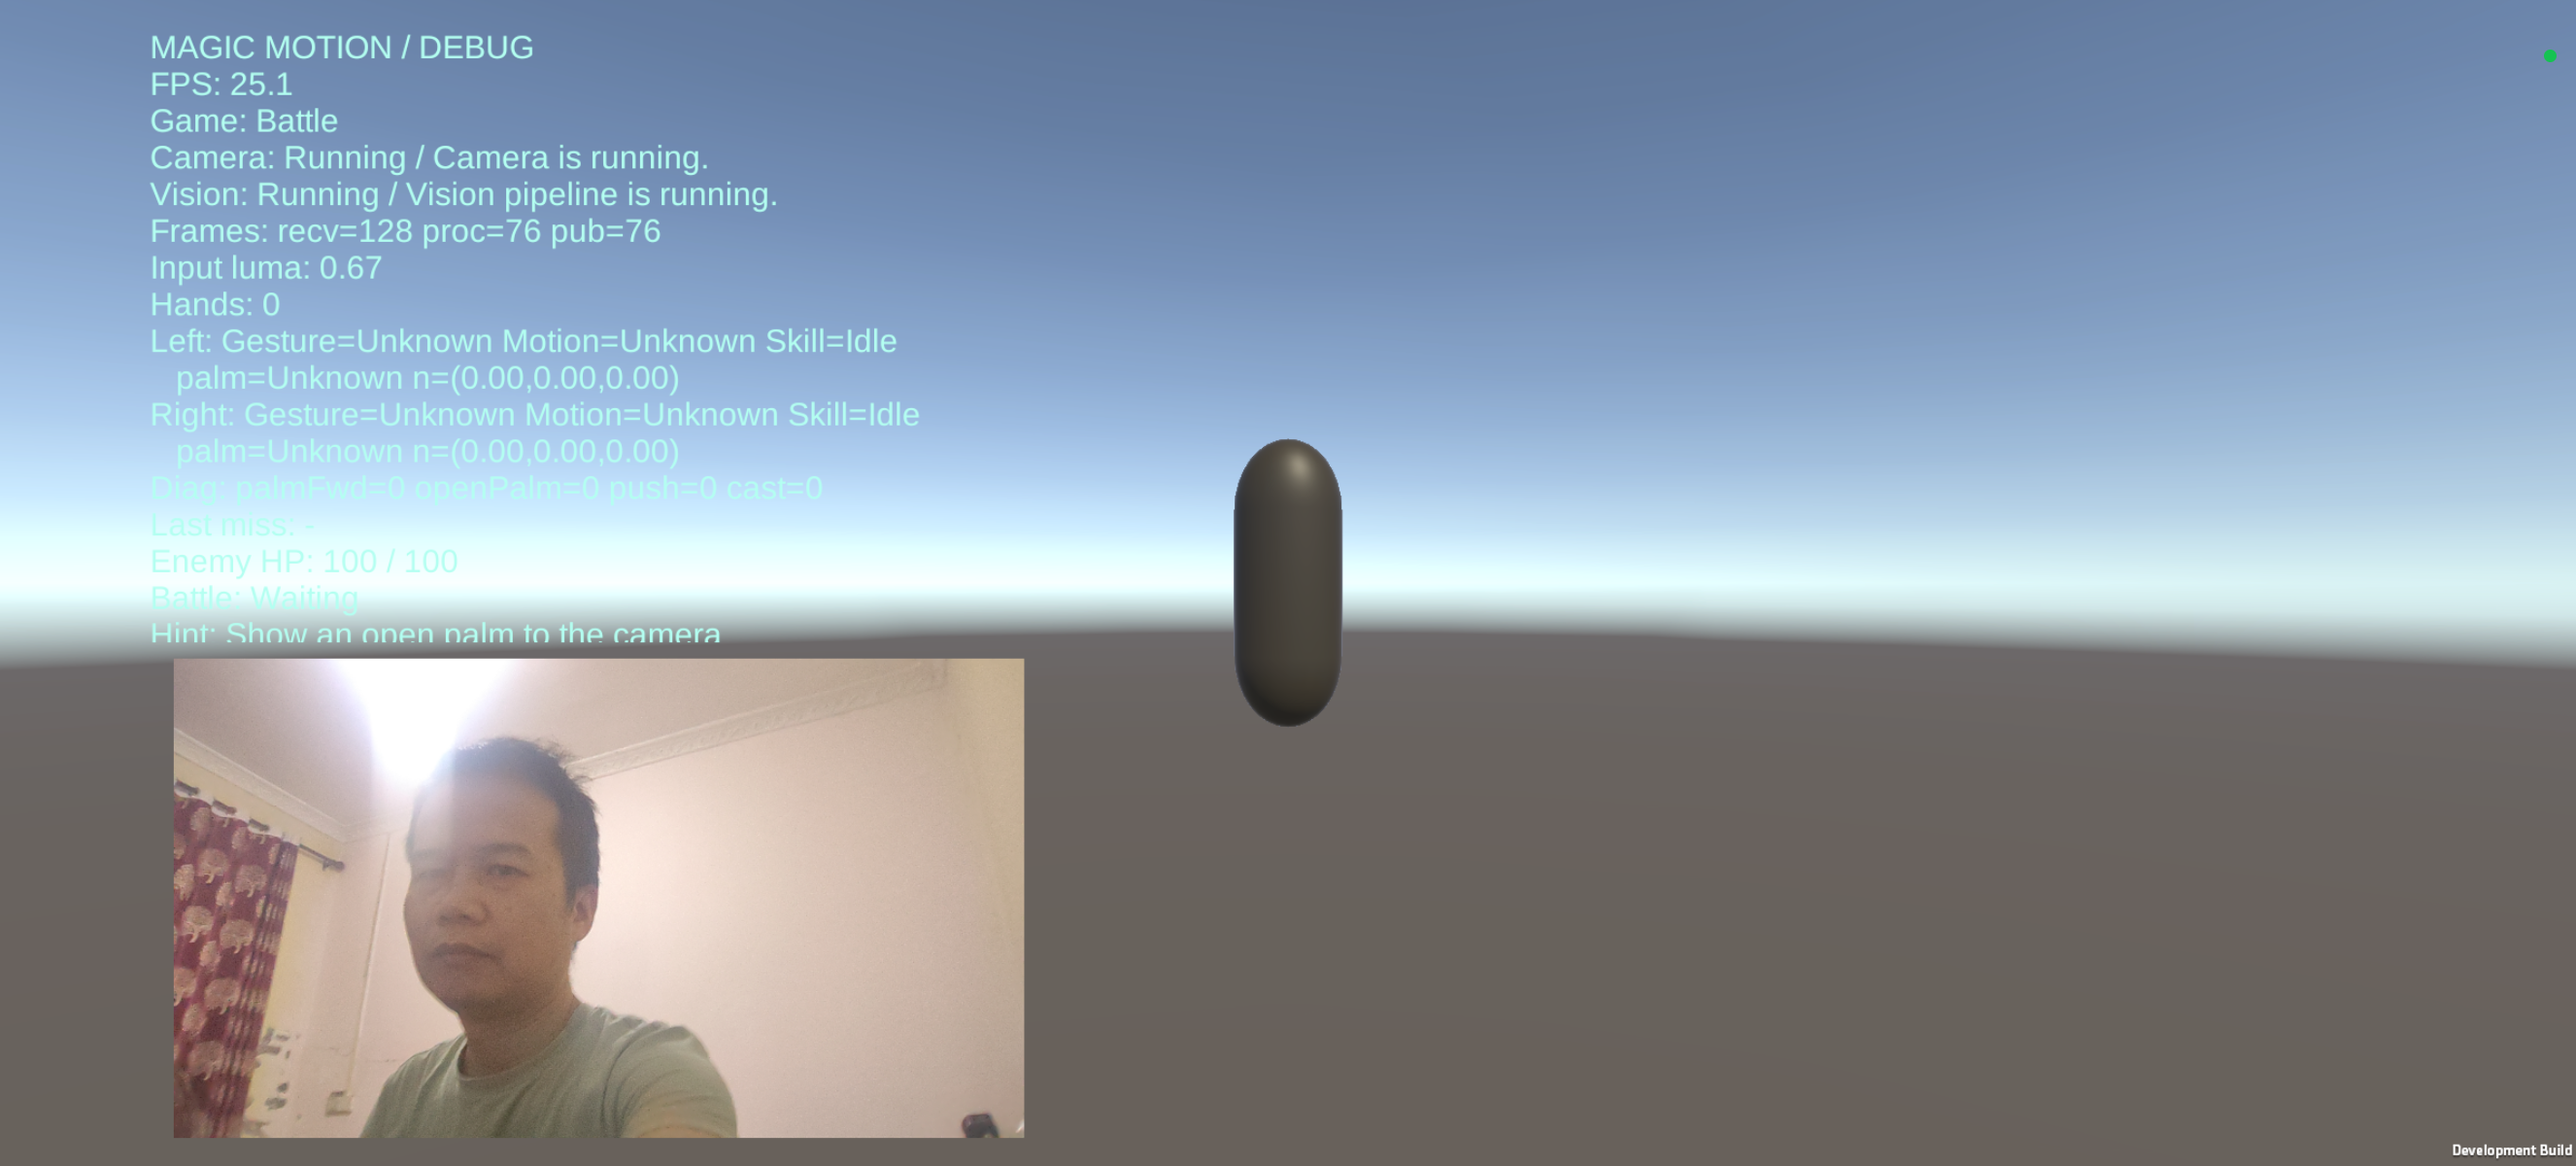 MAGIC MOTION / DEBUG
FPS: 25.1
Game: Battle
Camera: Running / Camera is running.
Vision: Running / Vision pipeline is running.
Frames: recv=128 proc=76 pub=76
Input luma: 0.67
Hands: 0
Left: Gesture=Unknown Motion=Unknown Skill=Idle
palm=Unknown n=(0.00,0.00,0.00)
Right: Gesture=Unknown Motion=Unknown Skill=Idle
palm=Unknown n=(0.00,0.00,0.00)
Diag: palmFwd=0 openPalm=0 push=0 cast=0
Last miss: -
Enemy HP: 100 / 100
Battle: Waiting
Hint: Show an open palm to the camera
Development Build